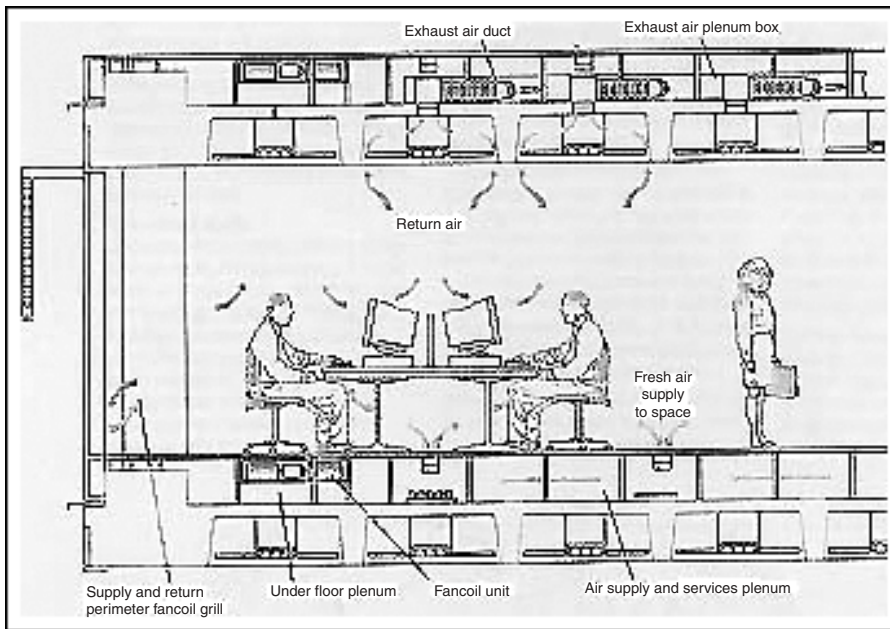 Exhaust air duct
Exhaust air plenum box
Return air
Fresh air
supply
to space
Supply and return
perimeter fancoil grill
Under floor plenum
Fancoil unit
Air supply and services plenum